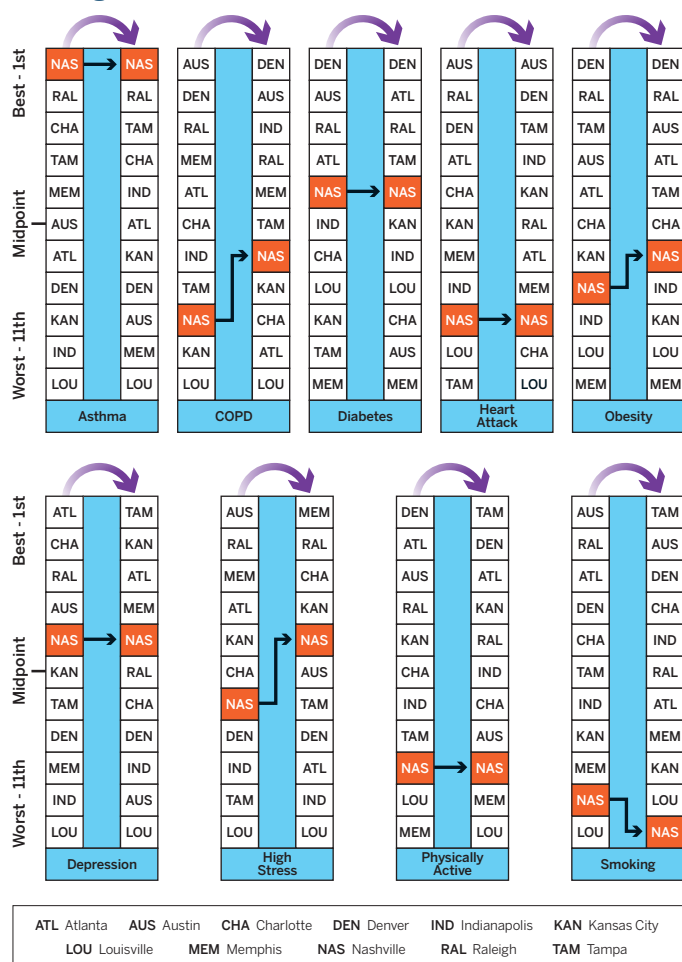 NAS NAS AUS DEN DEN DEN AUS AUS DEN DEN
RAL RAL DEN AUS AUS ATL RAL DEN RAL RAL
CHA TAM RAL IND RAL RAL DEN TAM TAM AUS
TAM CHA MEM RAL ATL TAM ATL IND AUS ATL
MEM IND ATL MEM NAS NAS CHA KAN ATL TAM
AUS ATL CHA TAM IND KAN KAN RAL CHA CHA
ATL KAN IND NAS CHA IND MEM ATL KAN NAS
DEN DEN TAM KAN LOU LOU IND MEM NAS IND
KAN AUS NAS CHA KAN CHA NAS NAS IND KAN
IND MEM KAN ATL TAM AUS LOU CHA LOU LOU
LOU LOU LOU LOU MEM MEM TAM LOU MEM MEM
Best - 1st
Midpoint
Worst - 11th
Asthma
COPD
Diabetes
Heart
Attack
Obesity
ATL TAM AUS MEM DEN TAM AUS TAM
CHA KAN RAL RAL ATL DEN RAL AUS
RAL ATL MEM CHA AUS ATL ATL DEN
AUS MEM ATL KAN RAL KAN DEN CHA
NAS NAS KAN NAS KAN RAL CHA IND
KAN RAL CHA AUS CHA IND TAM RAL
TAM CHA NAS TAM IND CHA IND ATL
DEN DEN DEN DEN TAM AUS KAN MEM
MEM IND IND ATL NAS NAS MEM KAN
IND AUS TAM IND LOU MEM NAS LOU
LOU LOU LOU LOU MEM LOU LOU NAS
Best - 1st
Midpoint
Worst - 11th
Depression
High
Stress
Physically
Active
Smoking
ATL Atlanta AUS Austin CHA Charlotte DEN Denver IND Indianapolis KAN Kansas City
LOU Louisville MEM Memphis NAS Nashville RAL Raleigh TAM Tampa